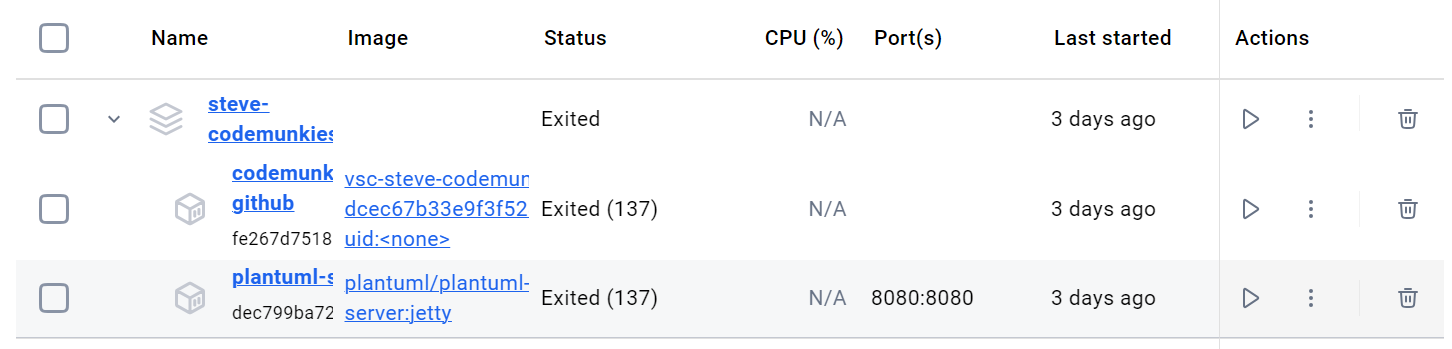 Name Image Status CPU (%) Port(s) Last started Actions
steve-
codemunkies
Exited N/A 3 days ago
codemunk
github
fe267d7518
vsc-steve-codemun
dcec67b33e9f3f52
uid:<none>
Exited (137) N/A 3 days ago
plantuml-s
dec799ba72
plantuml/plantuml-
server:jetty
Exited (137) N/A 8080:8080 3 days ago